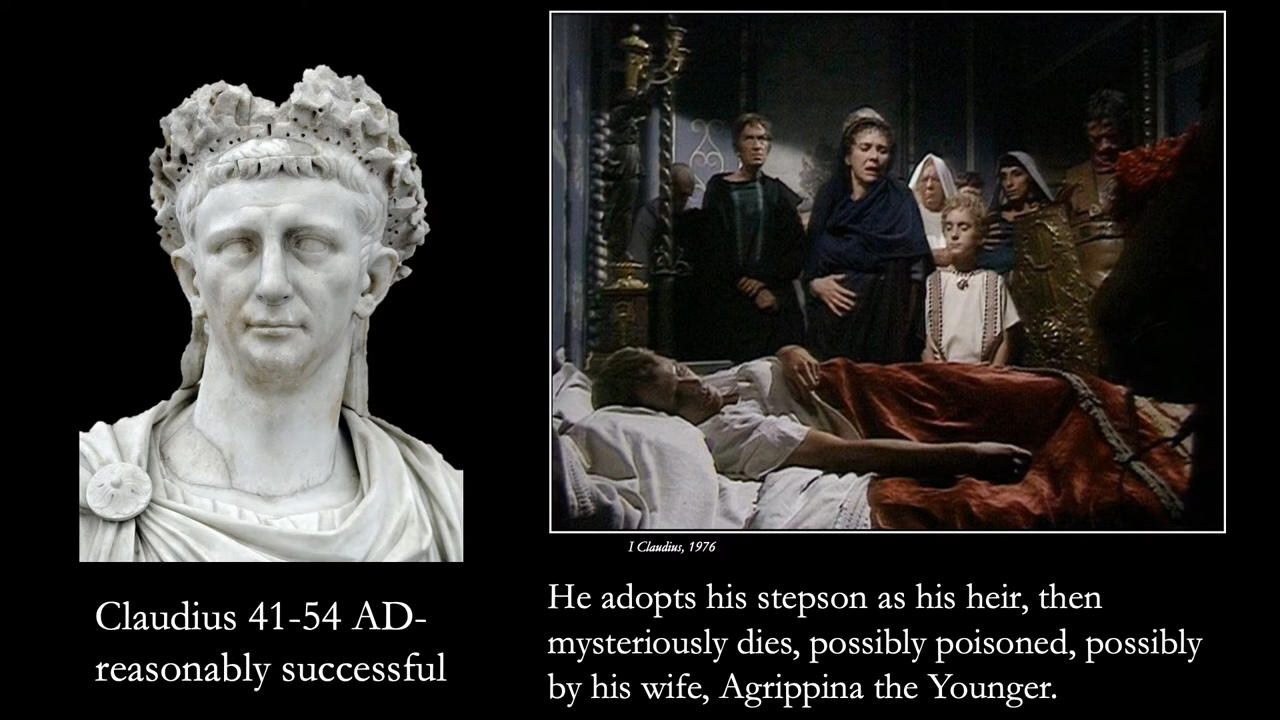 I Claudius, 1976
Claudius 41-54 AD-
reasonably successful
He adopts his stepson as his heir, then
mysteriously dies, possibly poisoned, possibly
by his wife, Agrippina the Younger.